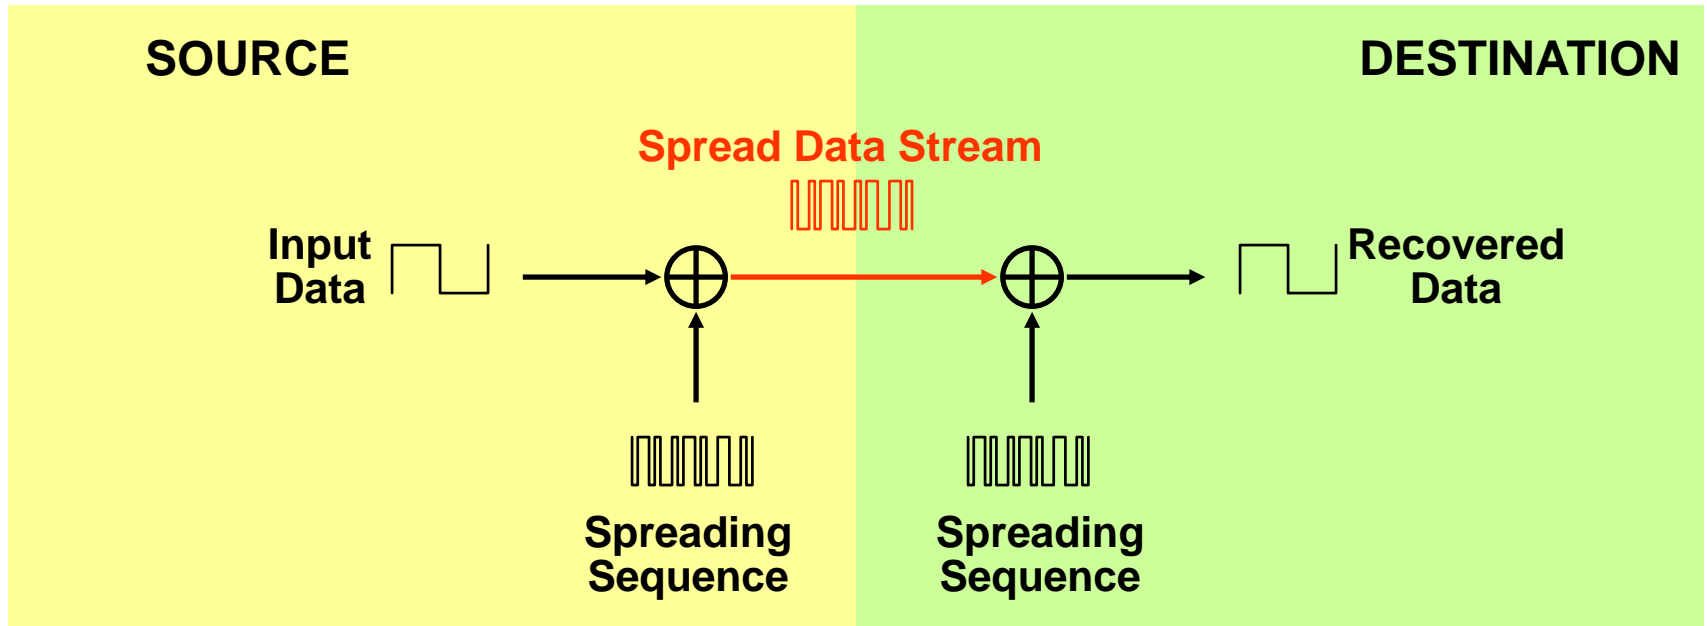 SOURCE
DESTINATION
Spread Data Stream
Input
Data
Recovered
Data
Spreading
Sequence
Spreading
Sequence